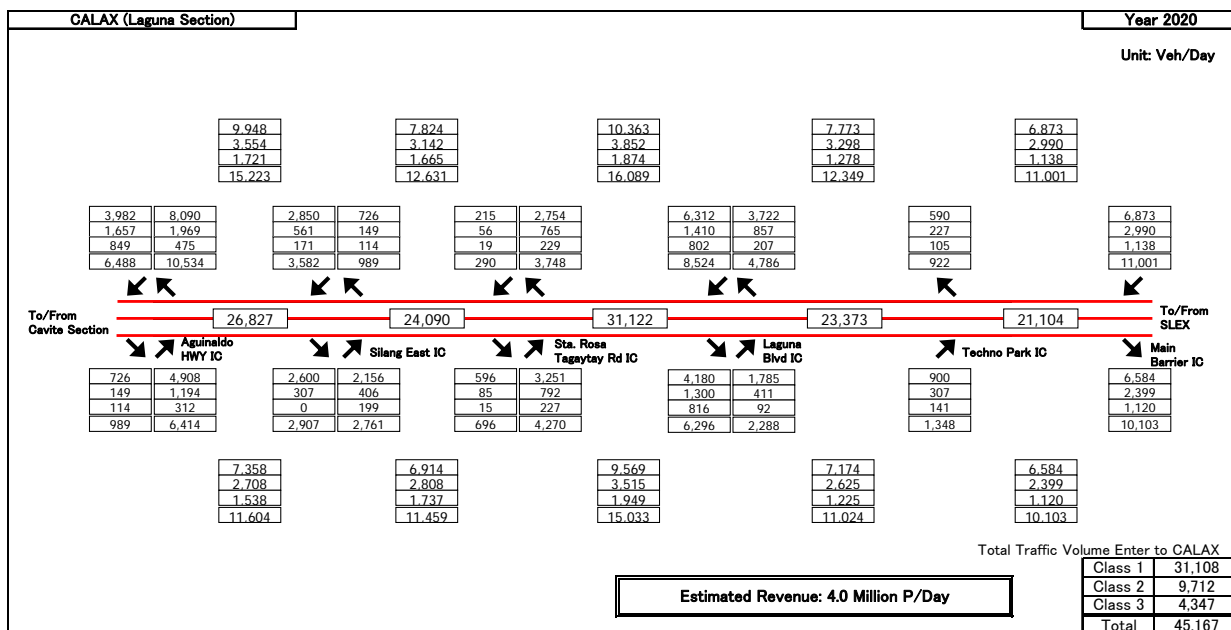 CALAX (Laguna Section) Year 2020
Unit: Veh/Day
9.948 7.824 10.363 7.773 6.873
3.554 3.142 3.852 3.298 2.990
1.721 1.665 1.874 1.278 1.138
15.223 12.631 16.089 12.349 11.001
3,982 8,090 2,850 726 215 2,754 6,312 3,722 590 6,873
1,657 1,969 561 149 56 765 1,410 857 227 2,990
849 475 171 114 19 229 802 207 105 1,138
6,488 10,534 3,582 989 290 3,748 8,524 4,786 922 11,001
To/From
Cavite Section
26,827 24,090 31,122 23,373 21,104
To/From
SLEX
Aguinaldo
HWY IC
Silang East IC
Sta. Rosa
Tagaytay Rd IC
Laguna
Blvd IC
Techno Park IC
Main
Barrier IC
726 4,908 2,600 2,156 596 3,251 4,180 1,785 900 6,584
149 1,194 307 406 85 792 1,300 411 307 2,399
114 312 0 199 15 227 816 92 141 1,120
989 6,414 2,907 2,761 696 4,270 6,296 2,288 1,348 10,103
7.358 6.914 9.569 7.174 6.584
2.708 2.808 3.515 2.625 2.399
1.538 1.737 1.949 1.225 1.120
11.604 11.459 15.033 11.024 10.103
Total Traffic Volume Enter to CALAX
Class 1 31,108
Class 2 9,712
Class 3 4,347
Total 45,167
Estimated Revenue: 4.0 Million P/Day